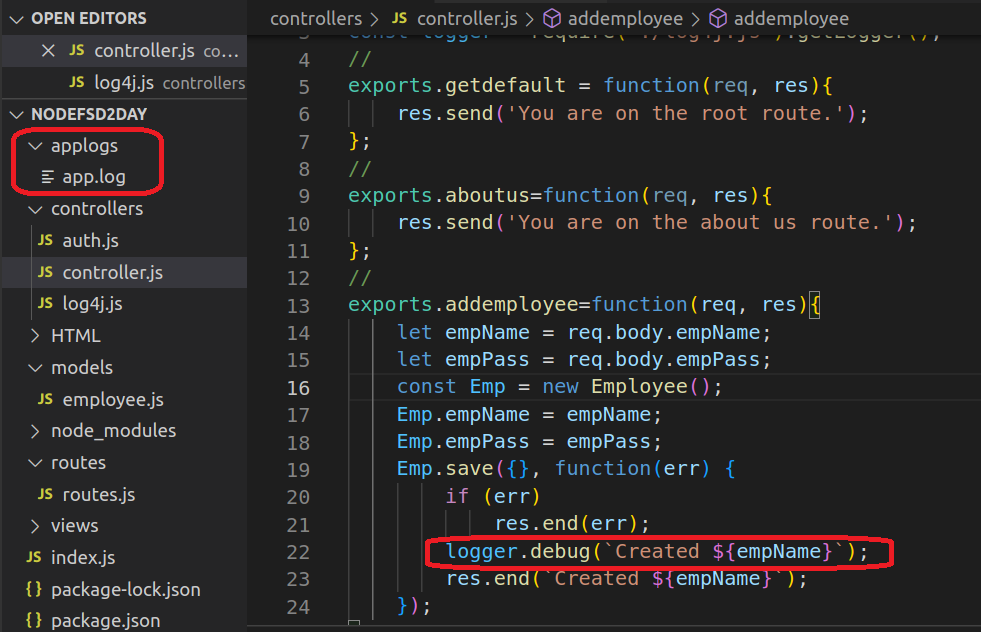 OPEN EDITORS
JS controller.js co...
JS log4j.js controllers
NODEFSD2DAY
applogs
app.log
controllers
JS auth.js
JS controller.js
JS log4j.js
HTML
models
JS employee.js
node_modules
routes
JS routes.js
views
JS index.js
{} package-lock.json
{} package.json
controllers > JS controller.js > addemployee > addemployee
4 //
5 exports.getdefault = function(req, res){
6 res.send('You are on the root route.');
7 };
8 //
9 exports.aboutus=function(req, res){
10 res.send('You are on the about us route.');
11 };
12 //
13 exports.addemployee=function(req, res){
14 let empName = req.body.empName;
15 let empPass = req.body.empPass;
16 const Emp = new Employee();
17 Emp.empName = empName;
18 Emp.empPass = empPass;
19 Emp.save({}, function(err) {
20 if (err)
21 res.end(err);
22 logger.debug(`Created ${empName}`);
23 res.end(`Created ${empName}`);
24 });